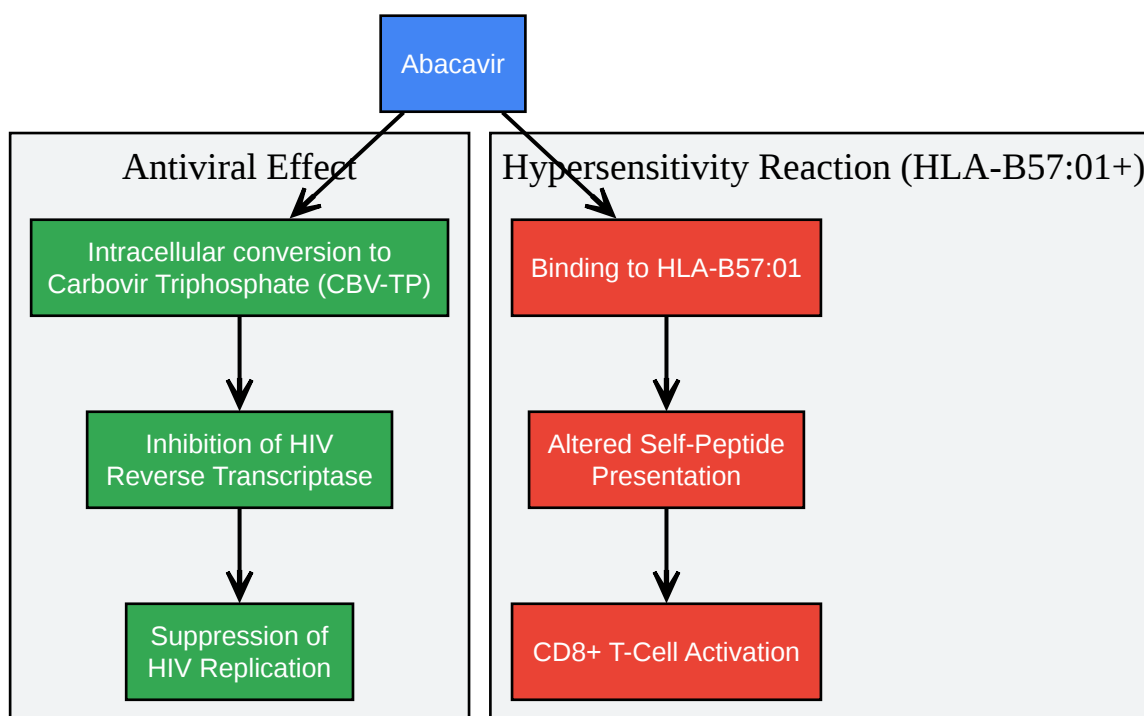 Abacavir
Antiviral Effect
Intracellular conversion to
Carbovir Triphosphate (CBV-TP)
Inhibition of HIV
Reverse Transcriptase
Suppression of
HIV Replication
Hypersensitivity Reaction (HLA-B57:01+)
Binding to HLA-B57:01
Altered Self-Peptide
Presentation
CD8+ T-Cell Activation